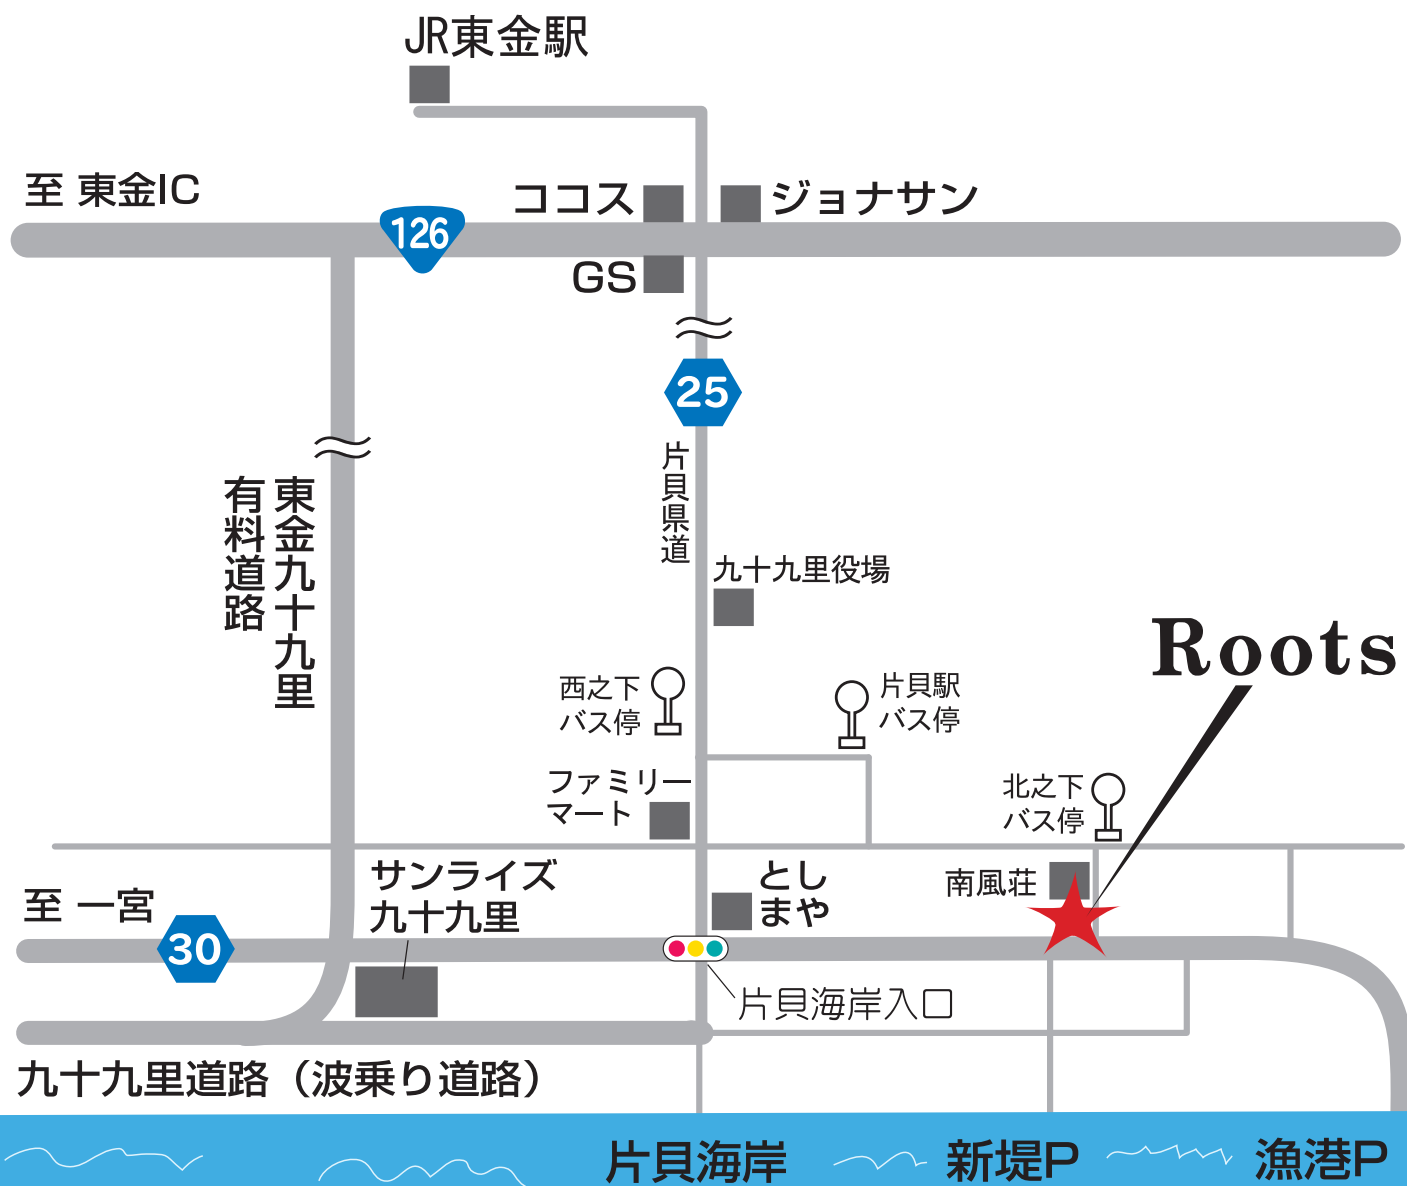 JR東金駅
至 東金IC
126
ココス
ジョナサン
GS
25
片貝県道
東金九十九里
有料道路
九十九里役場
Roots
西之下
バス停
片貝駅
バス停
ファミリー
マート
北之下
バス停
サンライズ
九十九里
とし
まや
南風荘
至 一宮
30
片貝海岸入口
九十九里道路（波乗り道路）
片貝海岸
新堤P
漁港P